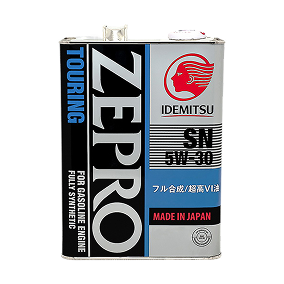 IDEMITSU
ZEPRO
TOURING
FOR GASOLINE ENGINE
FULLY SYNTHETIC
SN
5W-30
フル合成/超高VI油
MADE IN JAPAN